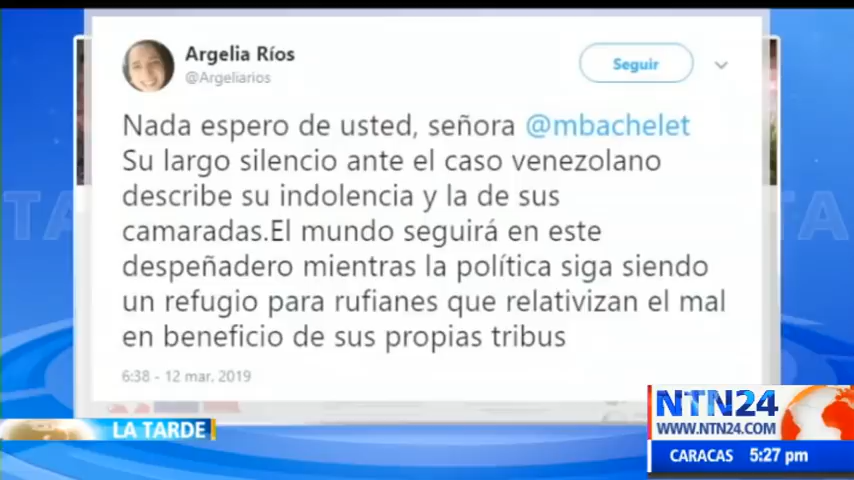 Argelia Ríos
@Argeliarios
Seguir
Nada espero de usted, señora @mbachelet
Su largo silencio ante el caso venezolano
describe su indolencia y la de sus
camaradas.El mundo seguirá en este
despeñadero mientras la política siga siendo
un refugio para rufianes que relativizan el mal
en beneficio de sus propias tribus
6:38 - 12 mar. 2019
TA
TA
LA TARDE
NTN24
WWW.NTN24.COM
CARACAS 5:27 pm